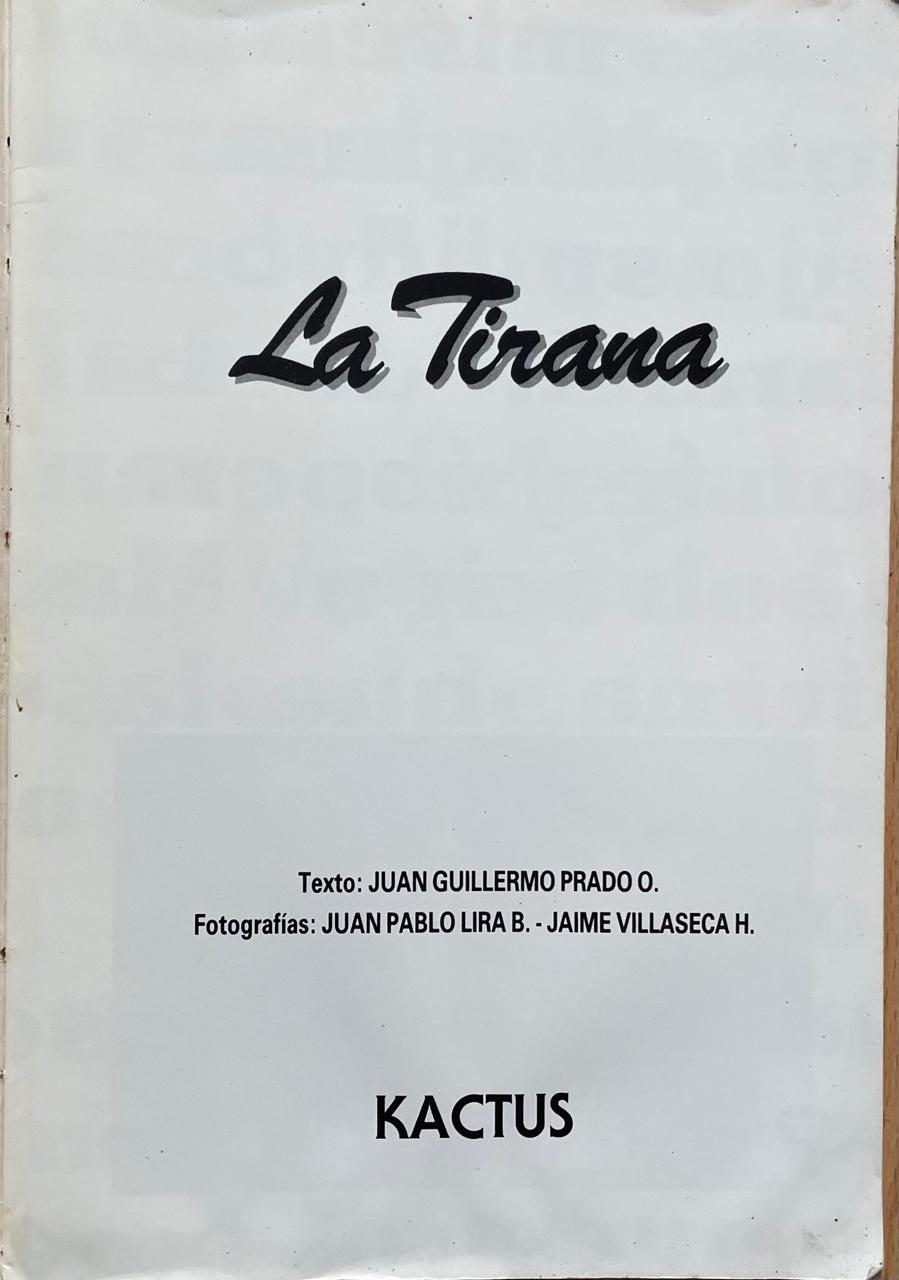 La Tirana
Texto: JUAN GUILLERMO PRADO O.
Fotografías: JUAN PABLO LIRA B. - JAIME VILLASECA H.
KACTUS